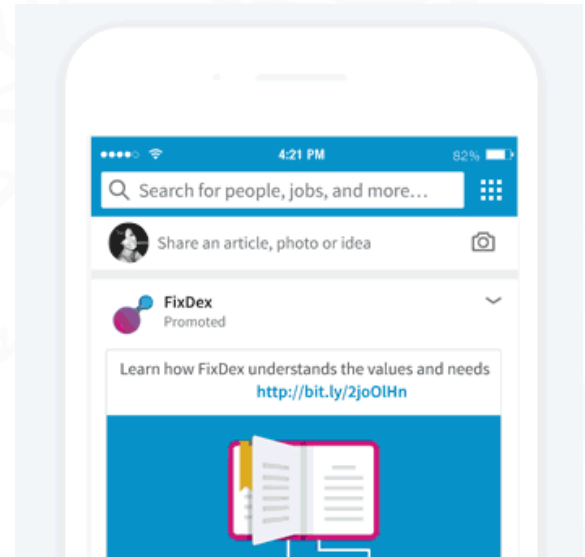 4:21 PM
82%
Search for people, jobs, and more...
Share an article, photo or idea
FixDex
Promoted
Learn how FixDex understands the values and needs
http://bit.ly/2joOlHn